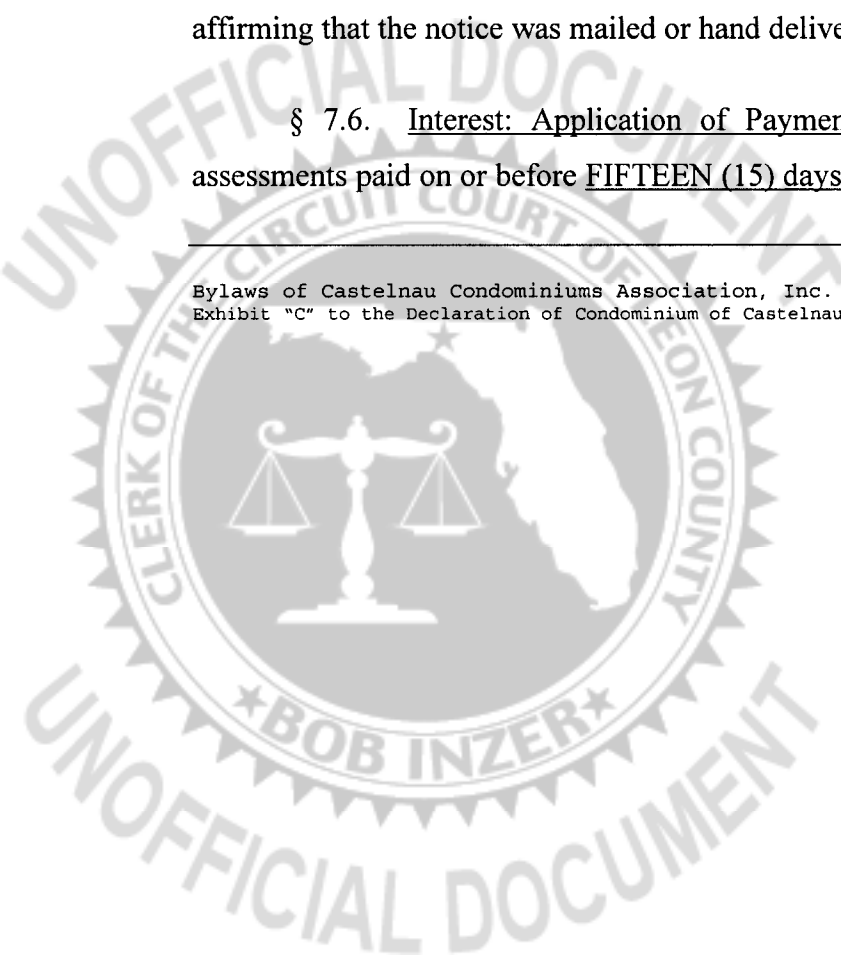 affirming that the notice was mailed or hand
§ 7.6. Interest: Application of
assessments paid on or before FIFTEEN (15) days
Bylaws of Castelnau Condominiums Association, Inc.
Exhibit "C" to the Declaration of Condominium of Castelnau
UNOFFICIAL DOCUMENT
CLERK OF THE CIRCUIT COURT OF LEON COUNTY
★BOB INZER★
UNOFFICIAL DOCUMENT